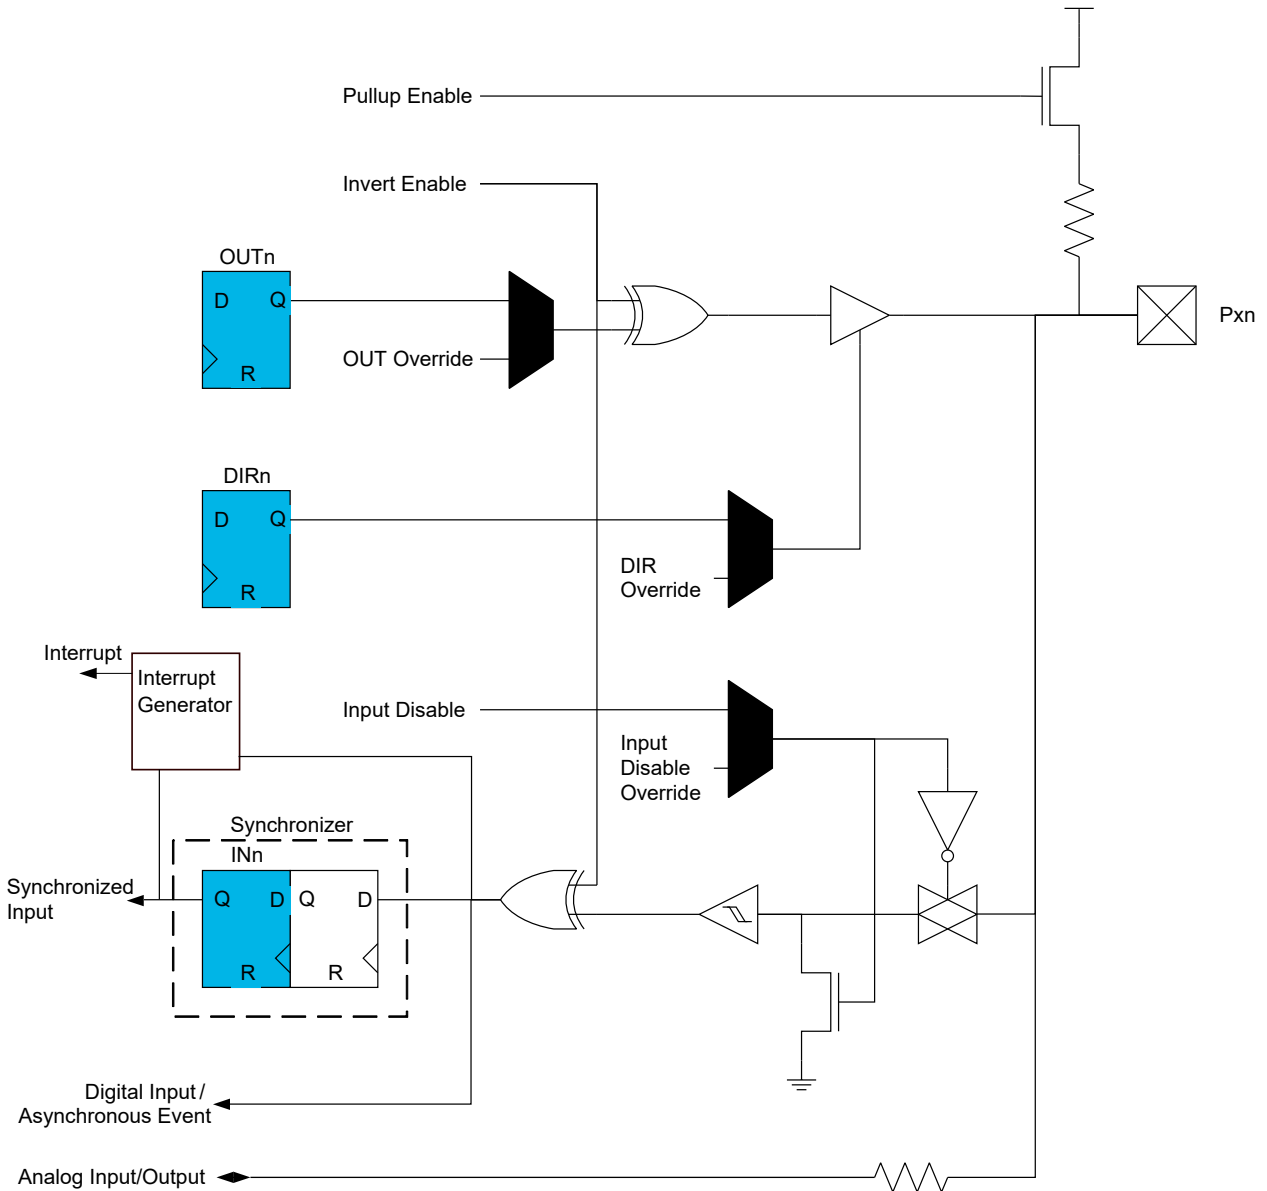 Pullup Enable
Invert Enable
OUTn
D Q
R
OUT Override
Pxn
DIRn
D Q
R
DIR
Override
Interrupt
Interrupt
Generator
Input Disable
Input
Disable
Override
Synchronizer
INn
Synchronized
Input
Q D Q D
R R
Digital Input/
Asynchronous Event
Analog Input/Output